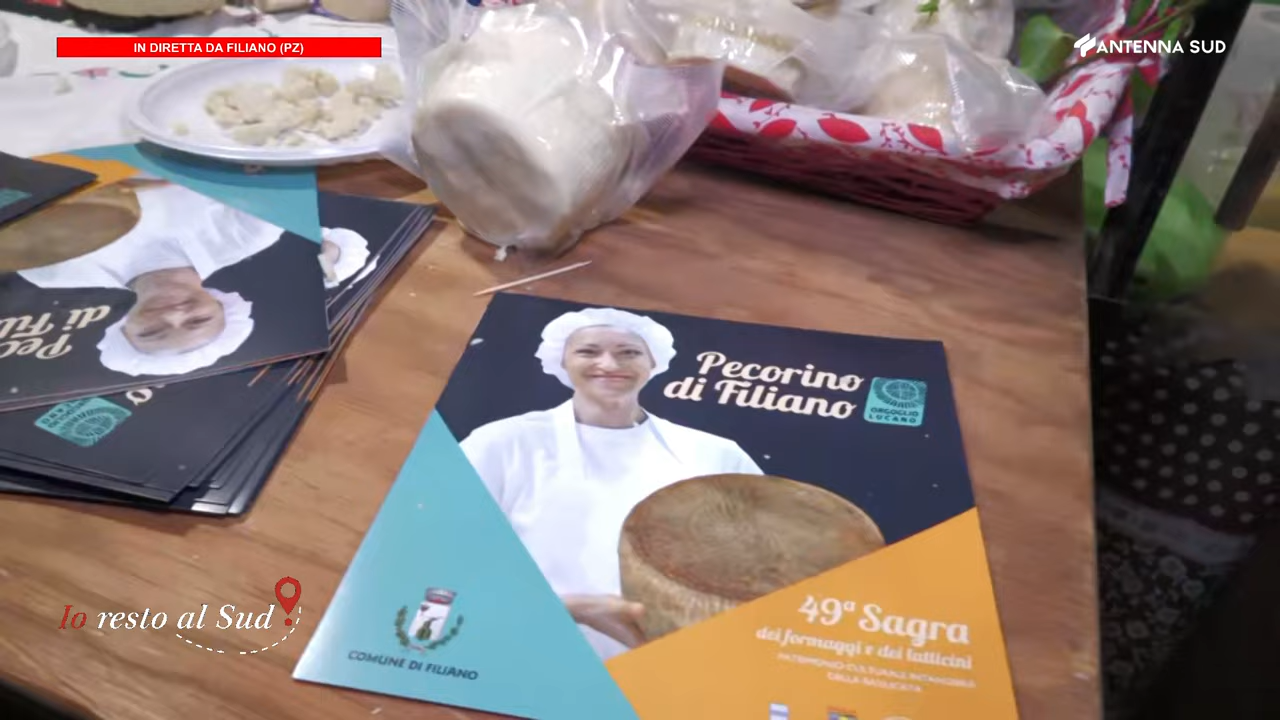 IN DIRETTA DA FILIANO (PZ)
ANTENNA SUD
Pecorino
di Filiano
ORGOGLIO
LUCANO
49ª Sagra
dei formaggi e dei latticini
PATRIMONIO CULTURALE INTANGIBILE
DELLA BASILICATA
COMUNE DI FILIANO
Io resto al Sud